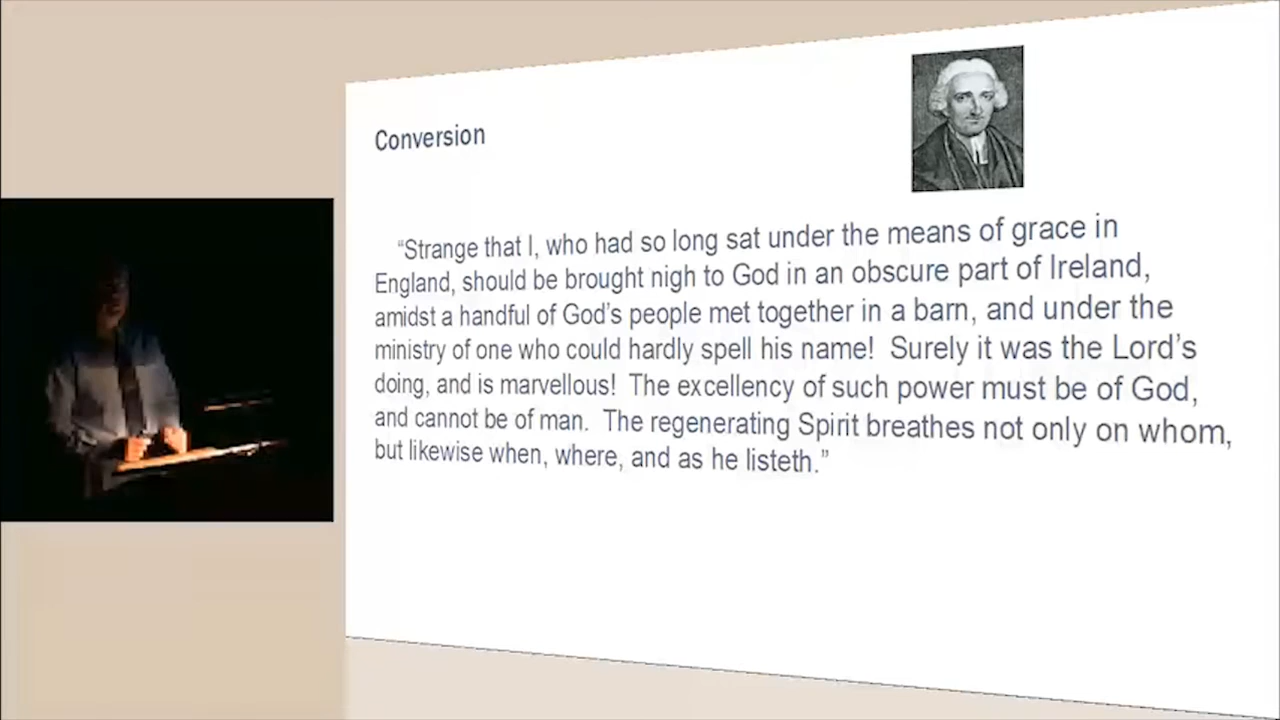 Conversion
“Strange that I, who had so long sat under the means of grace in
England, should be brought nigh to God in an obscure part of Ireland,
amidst a handful of God’s people met together in a barn, and under the
ministry of one who could hardly spell his name!  Surely it was the Lord’s
doing, and is marvellous!  The excellency of such power must be of God,
and cannot be of man.  The regenerating Spirit breathes not only on whom,
but likewise when, where, and as he listeth.”